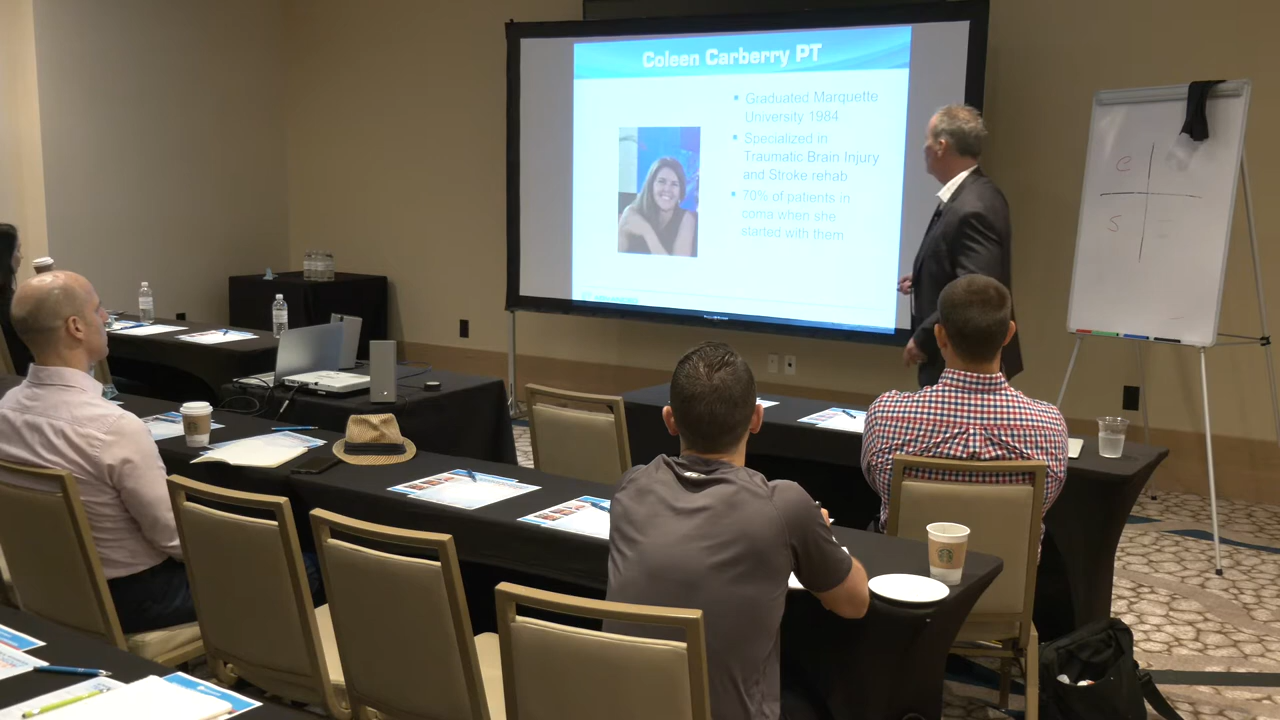 Coleen Carberry PT
Graduated Marquette
University 1984
Specialized in
Traumatic Brain Injury
and Stroke rehab
70% of patients in
coma when she
started with them
C
S